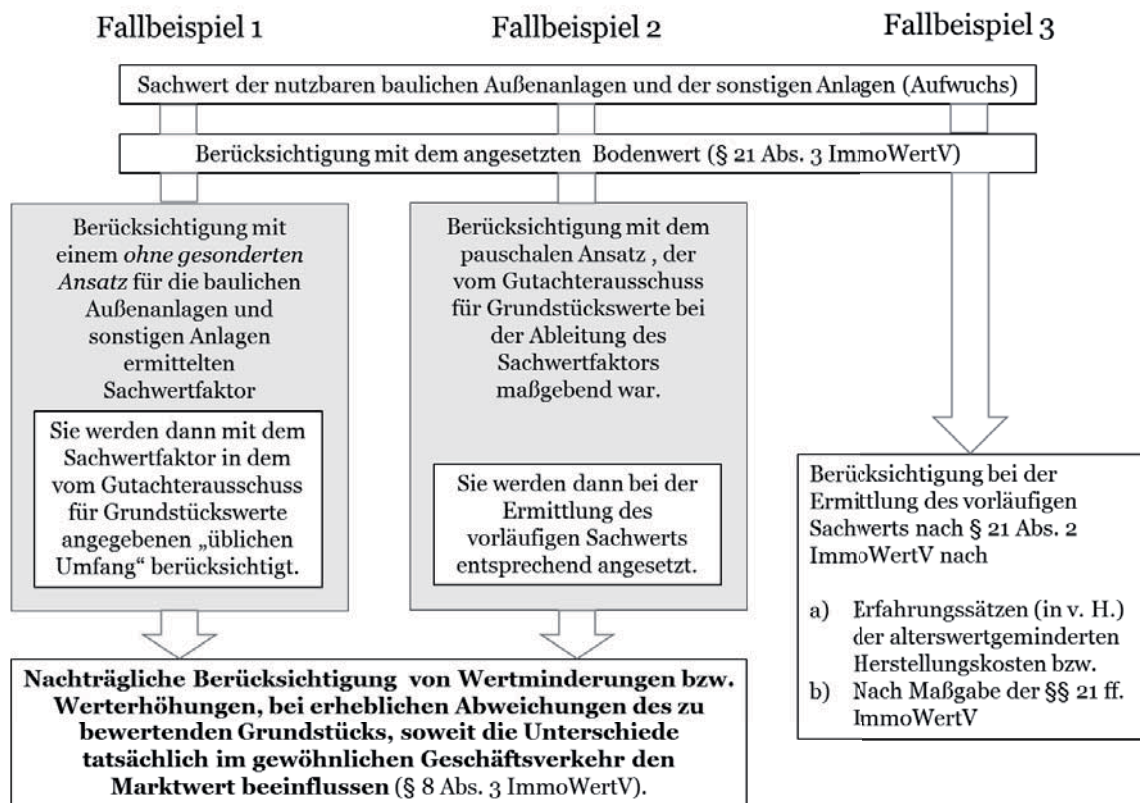 Fallbeispiel 1
Fallbeispiel 2
Fallbeispiel 3
Sachwert der nutzbaren baulichen Außenanlagen und der sonstigen Anlagen (Aufwuchs)
Berücksichtigung mit dem angesetzten Bodenwert (§ 21 Abs. 3 ImmoWertV)
Berücksichtigung mit
einem ohne gesonderten
Ansatz für die baulichen
Außenanlagen und
sonstigen Anlagen
ermittelten
Sachwertfaktor
Sie werden dann mit dem
Sachwertfaktor in dem
vom Gutachterausschuss
für Grundstückswerte
angegebenen „üblichen
Umfang“ berücksichtigt.
Berücksichtigung mit dem
pauschalen Ansatz , der
vom Gutachterausschuss
für Grundstückswerte bei
der Ableitung des
Sachwertfaktors
maßgebend war.
Sie werden dann bei der
Ermittlung des
vorläufigen Sachwerts
entsprechend angesetzt.
Berücksichtigung bei der
Ermittlung des vorläufigen
Sachwerts nach § 21 Abs. 2
ImmoWertV nach
a) Erfahrungssätzen (in v. H.)
der alterswertgeminderten
Herstellungskosten bzw.
b) Nach Maßgabe der §§ 21 ff.
ImmoWertV
Nachträgliche Berücksichtigung von Wertminderungen bzw.
Werterhöhungen, bei erheblichen Abweichungen des zu
bewertenden Grundstücks, soweit die Unterschiede
tatsächlich im gewöhnlichen Geschäftsverkehr den
Marktwert beeinflussen (§ 8 Abs. 3 ImmoWertV).